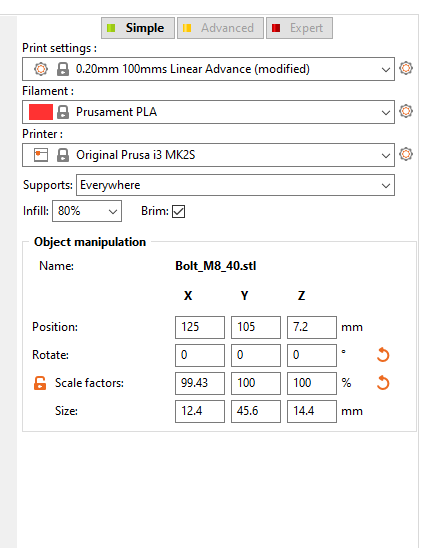 Simple Advanced Expert
Print settings :
0.20mm 100mms Linear Advance (modified)
Filament :
Prusament PLA
Printer :
Original Prusa i3 MK2S
Supports: Everywhere
Infill: 80% Brim:
Object manipulation
Name: Bolt_M8_40.stl
X Y Z
Position: 125 105 7.2 mm
Rotate: 0 0 0 °
Scale factors: 99.43 100 100 %
Size: 12.4 45.6 14.4 mm